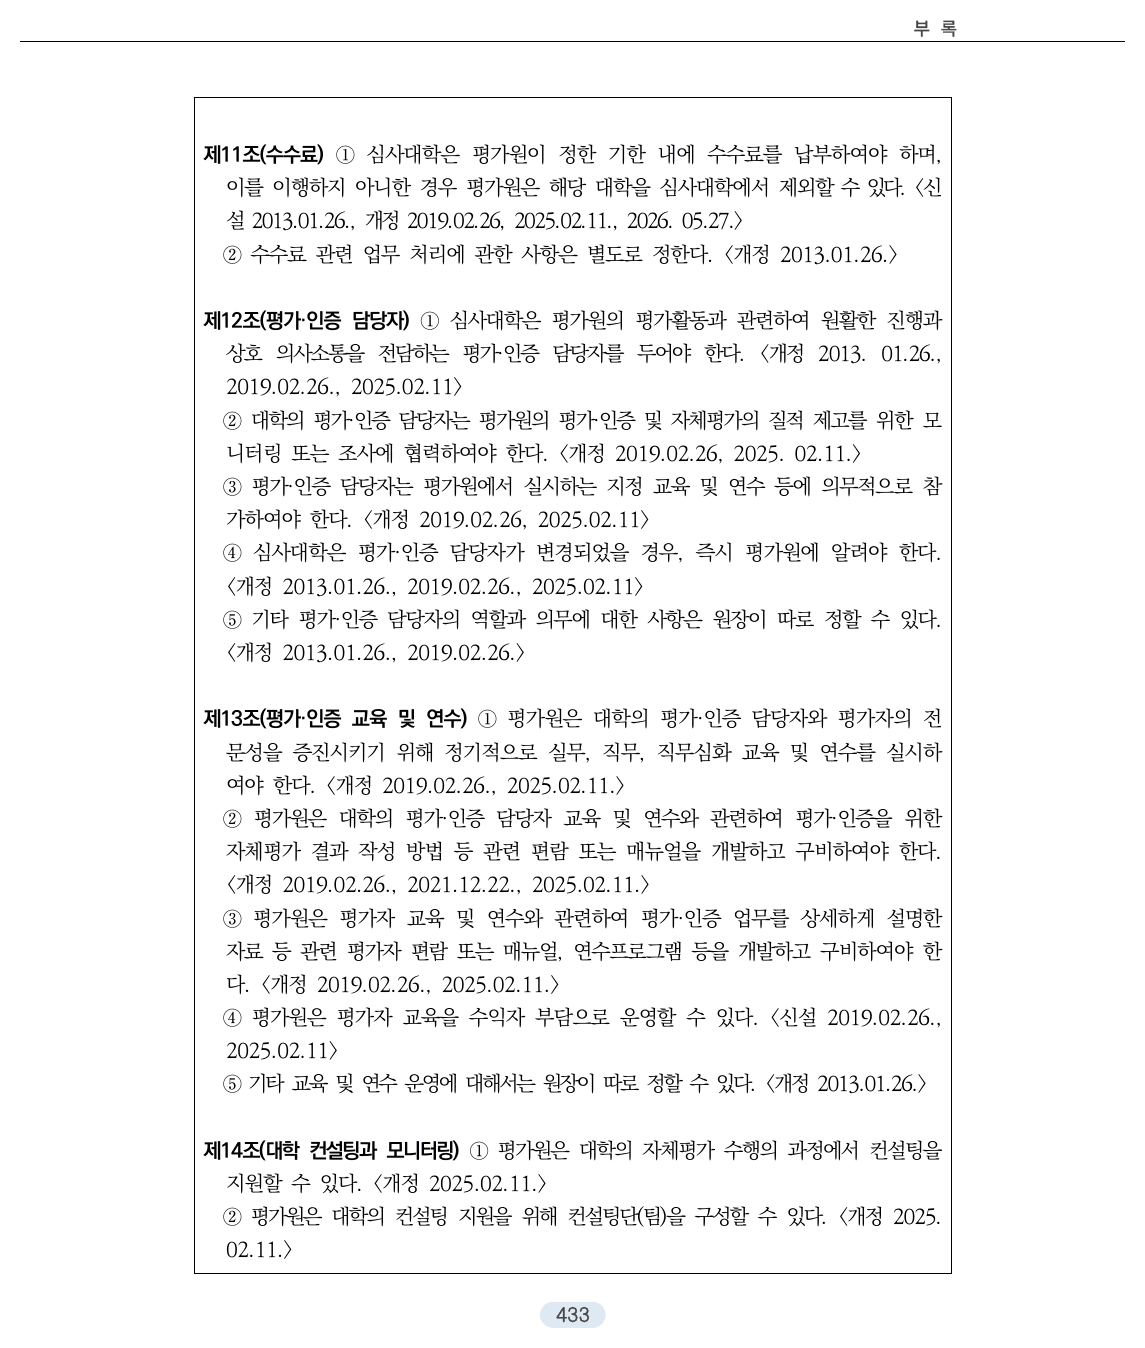 부 록
제11조(수수료) ① 심사대학은 평가원이 정한 기한 내에 수수료를 납부하여야 하며,
이를 이행하지 아니한 경우 평가원은 해당 대학을 심사대학에서 제외할 수 있다. 〈신
설 2013.01.26., 개정 2019.02.26, 2025.02.11., 2026. 05.27.〉
② 수수료 관련 업무 처리에 관한 사항은 별도로 정한다. 〈개정 2013.01.26.〉
제12조(평가·인증 담당자) ① 심사대학은 평가원의 평가활동과 관련하여 원활한 진행과
상호 의사소통을 전담하는 평가·인증 담당자를 두어야 한다. 〈개정 2013. 01.26.,
2019.02.26., 2025.02.11〉
② 대학의 평가·인증 담당자는 평가원의 평가·인증 및 자체평가의 질적 제고를 위한 모
니터링 또는 조사에 협력하여야 한다. 〈개정 2019.02.26, 2025. 02.11.〉
③ 평가·인증 담당자는 평가원에서 실시하는 지정 교육 및 연수 등에 의무적으로 참
가하여야 한다. 〈개정 2019.02.26, 2025.02.11〉
④ 심사대학은 평가·인증 담당자가 변경되었을 경우, 즉시 평가원에 알려야 한다.
〈개정 2013.01.26., 2019.02.26., 2025.02.11〉
⑤ 기타 평가·인증 담당자의 역할과 의무에 대한 사항은 원장이 따로 정할 수 있다.
〈개정 2013.01.26., 2019.02.26.〉
제13조(평가·인증 교육 및 연수) ① 평가원은 대학의 평가·인증 담당자와 평가자의 전
문성을 증진시키기 위해 정기적으로 실무, 직무, 직무심화 교육 및 연수를 실시하
여야 한다. 〈개정 2019.02.26., 2025.02.11.〉
② 평가원은 대학의 평가·인증 담당자 교육 및 연수와 관련하여 평가·인증을 위한
자체평가 결과 작성 방법 등 관련 편람 또는 매뉴얼을 개발하고 구비하여야 한다.
〈개정 2019.02.26., 2021.12.22., 2025.02.11.〉
③ 평가원은 평가자 교육 및 연수와 관련하여 평가·인증 업무를 상세하게 설명한
자료 등 관련 평가자 편람 또는 매뉴얼, 연수프로그램 등을 개발하고 구비하여야 한
다. 〈개정 2019.02.26., 2025.02.11.〉
④ 평가원은 평가자 교육을 수익자 부담으로 운영할 수 있다. 〈신설 2019.02.26.,
2025.02.11〉
⑤ 기타 교육 및 연수 운영에 대해서는 원장이 따로 정할 수 있다. 〈개정 2013.01.26.〉
제14조(대학 컨설팅과 모니터링) ① 평가원은 대학의 자체평가 수행의 과정에서 컨설팅을
지원할 수 있다. 〈개정 2025.02.11.〉
② 평가원은 대학의 컨설팅 지원을 위해 컨설팅단(팀)을 구성할 수 있다. 〈개정 2025.
02.11.〉
433